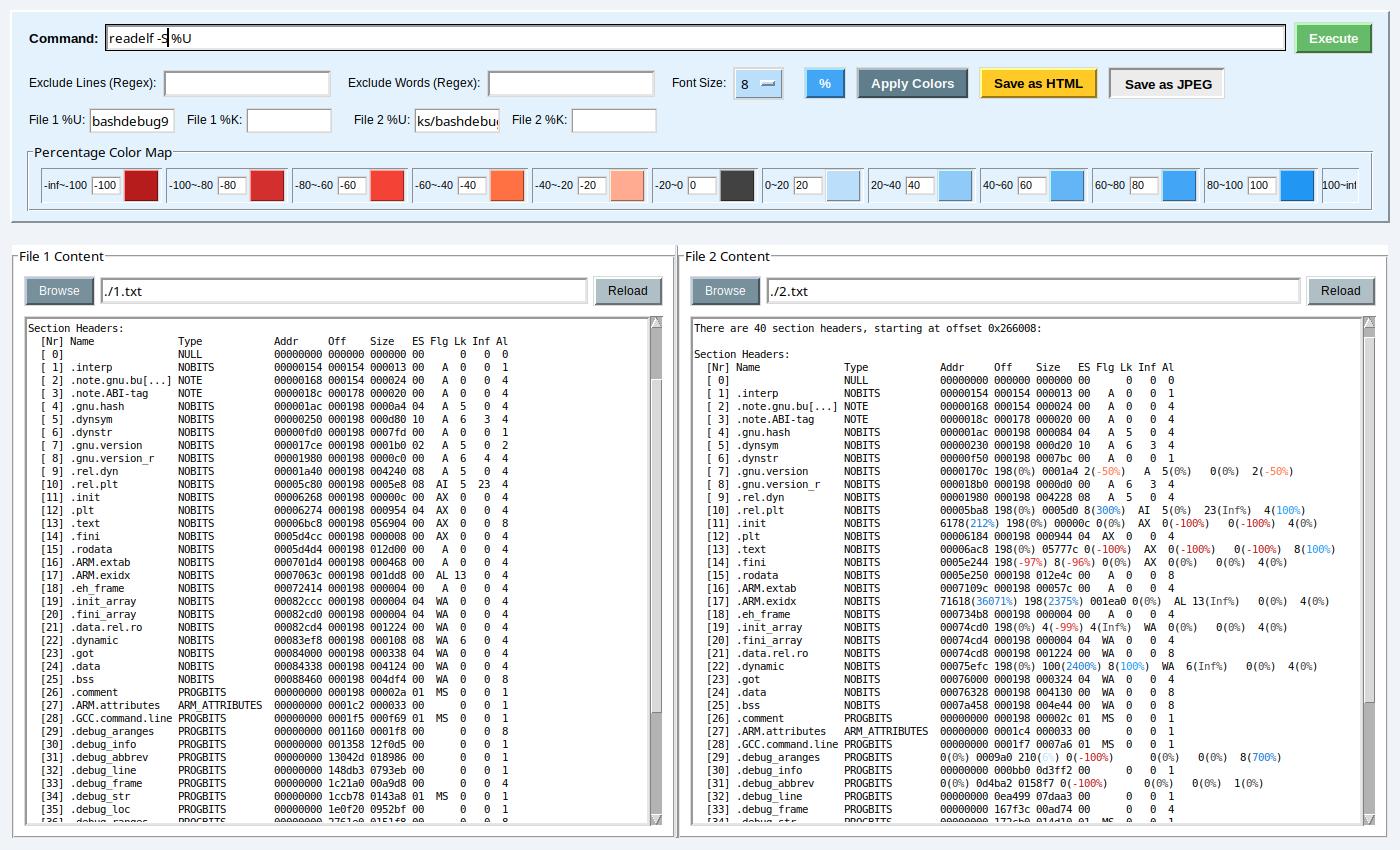 Command: readelf -S %U Execute
Exclude Lines (Regex): Exclude Words (Regex): Font Size: 8 % Apply Colors Save as HTML Save as JPEG
File 1 %U: bashdebug9 File 1 %K: File 2 %U: ks/bashdebug File 2 %K:
Percentage Color Map
-inf~-100 -100 -100~-80 -80 -80~-60 -60 -60~-40 -40 -40~-20 -20 -20~0 0 0~20 20 20~40 40 40~60 60 60~80 80 80~100 100 100~inf
File 1 Content
Browse ./1.txt Reload
Section Headers:
[Nr] Name Type Addr Off Size ES Flg Lk Inf Al
[ 0] NULL 00000000 000000 000000 00 0 0 0
[ 1] .interp NOBITS 00000154 000154 000013 00 A 0 0 1
[ 2] .note.gnu.bu[...] NOTE 00000168 000154 000024 00 A 0 0 4
[ 3] .note.ABI-tag NOTE 0000018c 000178 000020 00 A 0 0 4
[ 4] .gnu.hash NOBITS 000001ac 000198 0000a4 04 A 5 0 4
[ 5] .dynsym NOBITS 00000250 000198 000d80 10 A 6 3 4
[ 6] .dynstr NOBITS 00000fd0 000198 0007fd 00 A 0 0 1
[ 7] .gnu.version NOBITS 000017ce 000198 0001b0 02 A 5 0 2
[ 8] .gnu.version_r NOBITS 00001980 000198 0000c0 00 A 6 4 4
[ 9] .rel.dyn NOBITS 00001a40 000198 004240 08 A 5 0 4
[10] .rel.plt NOBITS 00005c80 000198 0005e8 08 AI 5 23 4
[11] .init NOBITS 00006268 000198 00000c 00 AX 0 0 4
[12] .plt NOBITS 00006274 000198 000954 04 AX 0 0 4
[13] .text NOBITS 00006bc8 000198 056904 00 AX 0 0 8
[14] .fini NOBITS 0005d4cc 000198 000008 00 AX 0 0 4
[15] .rodata NOBITS 0005d4d4 000198 012d00 00 A 0 0 4
[16] .ARM.extab NOBITS 000701d4 000198 000468 00 A 0 0 4
[17] .ARM.exidx NOBITS 0007063c 000198 001dd8 00 AL 13 0 4
[18] .eh_frame NOBITS 00072414 000198 000004 00 A 0 0 4
[19] .init_array NOBITS 00082ccc 000198 000004 04 WA 0 0 4
[20] .fini_array NOBITS 00082cd0 000198 000004 04 WA 0 0 4
[21] .data.rel.ro NOBITS 00082cd4 000198 001224 00 WA 0 0 4
[22] .dynamic NOBITS 00083ef8 000198 000108 08 WA 6 0 4
[23] .got NOBITS 00084000 000198 000338 04 WA 0 0 4
[24] .data NOBITS 00084338 000198 004124 00 WA 0 0 4
[25] .bss NOBITS 00088460 000198 004df4 00 WA 0 0 8
[26] .comment PROGBITS 00000000 000198 00002a 01 MS 0 0 1
[27] .ARM.attributes ARM_ATTRIBUTES 00000000 0001c2 000033 00 0 0 1
[28] .GCC.command.line PROGBITS 00000000 0001f5 000f69 01 MS 0 0 1
[29] .debug_aranges PROGBITS 00000000 001160 0001f8 00 0 0 8
[30] .debug_info PROGBITS 00000000 001358 12f0d5 00 0 0 1
[31] .debug_abbrev PROGBITS 00000000 13042d 018986 00 0 0 1
[32] .debug_line PROGBITS 00000000 148db3 0793eb 00 0 0 1
[33] .debug_frame PROGBITS 00000000 1c21a0 00a9d8 00 0 0 4
[34] .debug_str PROGBITS 00000000 1ccb78 0143a8 01 MS 0 0 1
[35] .debug_loc PROGBITS 00000000 1e0f20 0952bf 00 0 0 1
File 2 Content
Browse ./2.txt Reload
There are 40 section headers, starting at offset 0x266008:
Section Headers:
[Nr] Name Type Addr Off Size ES Flg Lk Inf Al
[ 0] NULL 00000000 000000 000000 00 0 0 0
[ 1] .interp NOBITS 00000154 000154 000013 00 A 0 0 1
[ 2] .note.gnu.bu[...] NOTE 00000168 000154 000024 00 A 0 0 4
[ 3] .note.ABI-tag NOTE 0000018c 000178 000020 00 A 0 0 4
[ 4] .gnu.hash NOBITS 000001ac 000198 000084 04 A 5 0 4
[ 5] .dynsym NOBITS 00000230 000198 000d20 10 A 6 3 4
[ 6] .dynstr NOBITS 00000f50 000198 0007bc 00 A 0 0 1
[ 7] .gnu.version NOBITS 0000170c 198(0%) 0001a4 2(-50%) A 5(0%) 0(0%) 2(-50%)
[ 8] .gnu.version_r NOBITS 000018b0 000198 0000d0 00 A 6 3 4
[ 9] .rel.dyn NOBITS 00001980 000198 004228 08 A 5 0 4
[10] .rel.plt NOBITS 00005ba8 198(0%) 0005d0 8(300%) AI 5(0%) 23(Inf%) 4(100%)
[11] .init NOBITS 6178(212%) 198(0%) 00000c 0(0%) AX 0(-100%) 0(-100%) 4(0%)
[12] .plt NOBITS 00006184 000198 000944 04 AX 0 0 4
[13] .text NOBITS 00006ac8 198(0%) 05777c 0(-100%) AX 0(-100%) 0(-100%) 8(100%)
[14] .fini NOBITS 0005e244 198(-97%) 8(-96%) 0(0%) AX 0(0%) 0(0%) 4(0%)
[15] .rodata NOBITS 0005e250 000198 012e4c 00 A 0 0 8
[16] .ARM.extab NOBITS 0007109c 000198 00057c 00 A 0 0 4
[17] .ARM.exidx NOBITS 71618(36071%) 198(2375%) 001ea0 0(0%) AL 13(Inf%) 0(0%) 4(0%)
[18] .eh_frame NOBITS 000734b8 000198 000004 00 A 0 0 4
[19] .init_array NOBITS 00074cd0 198(0%) 4(-99%) 4(Inf%) WA 0(0%) 0(0%) 4(0%)
[20] .fini_array NOBITS 00074cd4 000198 000004 04 WA 0 0 4
[21] .data.rel.ro NOBITS 00074cd8 000198 001224 00 WA 0 0 8
[22] .dynamic NOBITS 00075efc 198(0%) 100(2400%) 8(100%) WA 6(Inf%) 0(0%) 4(0%)
[23] .got NOBITS 00076000 000198 000324 04 WA 0 0 4
[24] .data NOBITS 00076328 000198 004130 00 WA 0 0 8
[25] .bss NOBITS 0007a458 000198 004e44 00 WA 0 0 8
[26] .comment PROGBITS 00000000 000198 00002c 01 MS 0 0 1
[27] .ARM.attributes ARM_ATTRIBUTES 00000000 0001c4 000033 00 0 0 1
[28] .GCC.command.line PROGBITS 00000000 0001f7 0007a6 01 MS 0 0 1
[29] .debug_aranges PROGBITS 0(0%) 0009a0 210(6%) 0(-100%) 0(0%) 0(0%) 8(700%)
[30] .debug_info PROGBITS 00000000 000bb0 0d3ff2 00 0 0 1
[31] .debug_abbrev PROGBITS 0(0%) 0d4ba2 0158f7 0(-100%) 0(0%) 0(0%) 1(0%)
[32] .debug_line PROGBITS 00000000 0ea499 07daa3 00 0 0 1
[33] .debug_frame PROGBITS 00000000 167f3c 00ad74 00 0 0 4